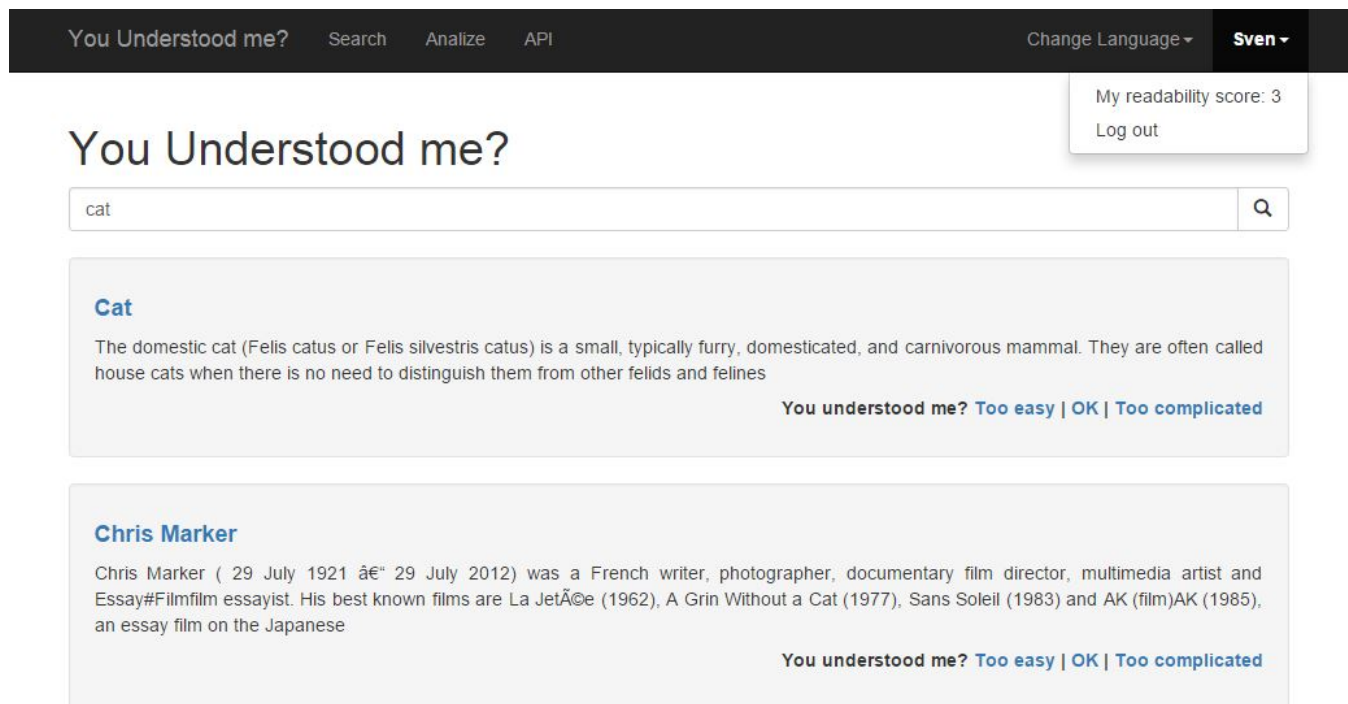 You Understood me? Search Analize API Change Language Sven
My readability score: 3
Log out
You Understood me?
cat
Cat
The domestic cat (Felis catus or Felis silvestris catus) is a small, typically furry, domesticated, and carnivorous mammal. They are often called
house cats when there is no need to distinguish them from other felids and felines
You understood me? Too easy | OK | Too complicated
Chris Marker
Chris Marker ( 29 July 1921 â€“ 29 July 2012) was a French writer, photographer, documentary film director, multimedia artist and
Essay#Filmfilm essayist. His best known films are La JetÃ©e (1962), A Grin Without a Cat (1977), Sans Soleil (1983) and AK (film)AK (1985),
an essay film on the Japanese
You understood me? Too easy | OK | Too complicated